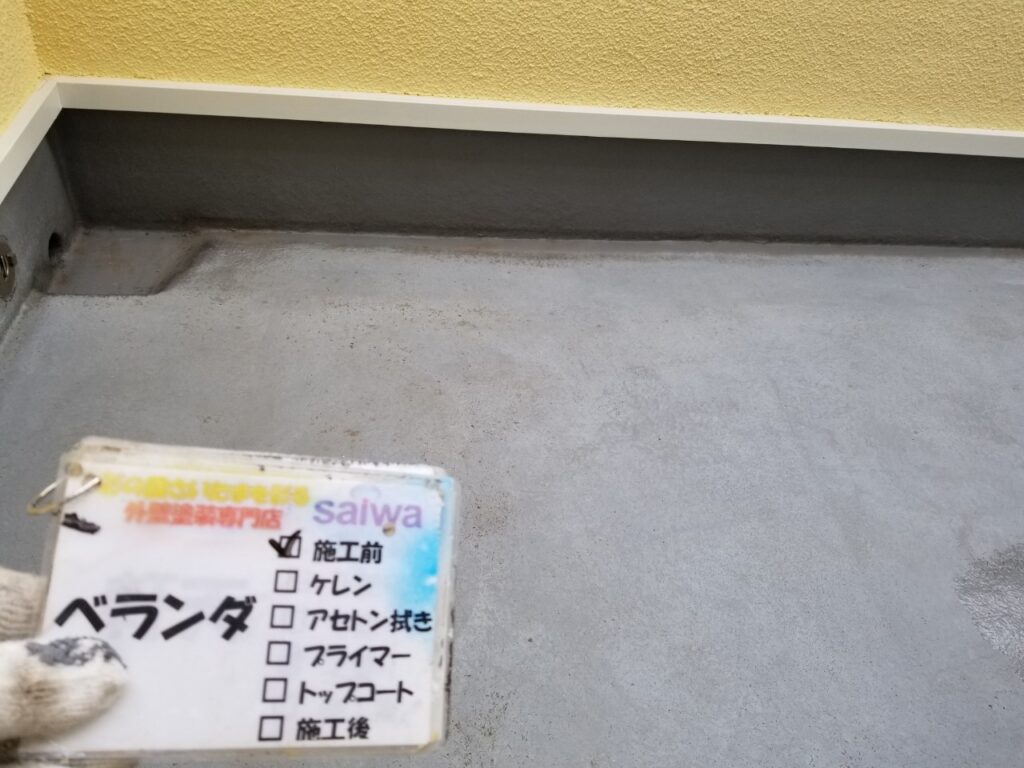 外壁塗装専門店
saiwa
ベランダ
施工前
ケレン
アセトン拭き
プライマー
トップコート
施工後